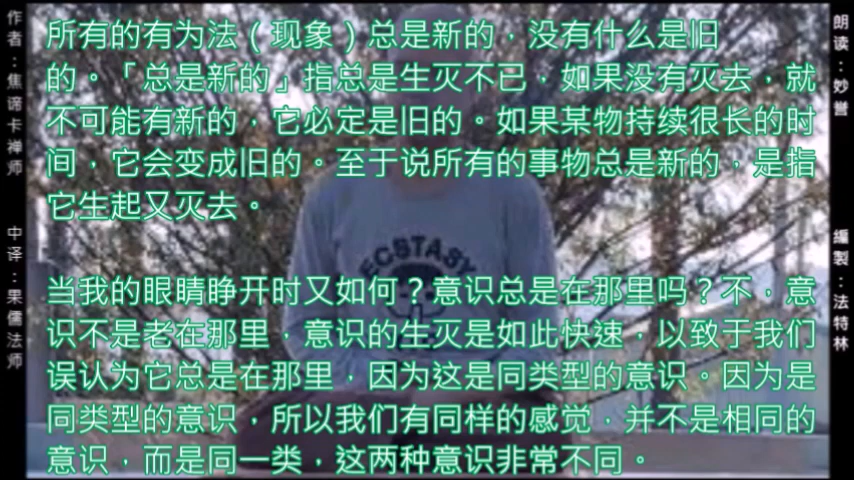 所有的有为法（现象）总是新的，没有什么是旧
的。「总是新的」指总是生灭不已，如果没有灭去，就
不可能有新的，它必定是旧的。如果某物持续很长的时
间，它会变成旧的。至于说所有的事物总是新的，是指
它生起又灭去。
当我的眼睛睁开时又如何？意识总是在那里吗？不，意
识不是老在那里，意识的生灭是如此快速，以致于我们
误认为它总是在那里，因为这是同类型的意识。因为是
同类型的意识，所以我们有同样的感觉，并不是相同的
意识，而是同一类，这两种意识非常不同。
作者：焦谛卡禅师
中译：果儒法师
朗读：妙誉
编製：法特林
ECSTASY